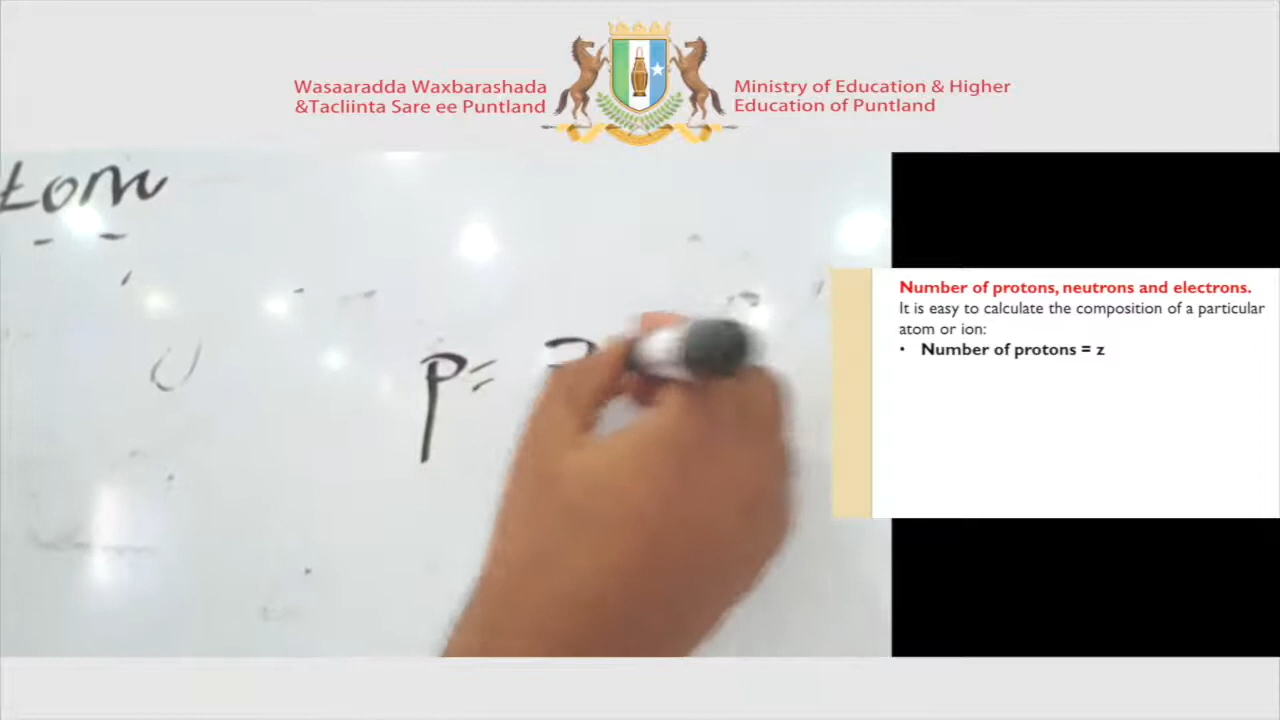 Wasaaradda Waxbarashada
&Tacliinta Sare ee Puntland
Ministry of Education & Higher
Education of Puntland
tom
p=
Number of protons, neutrons and electrons.
It is easy to calculate the composition of a particular
atom or ion:
• Number of protons = z